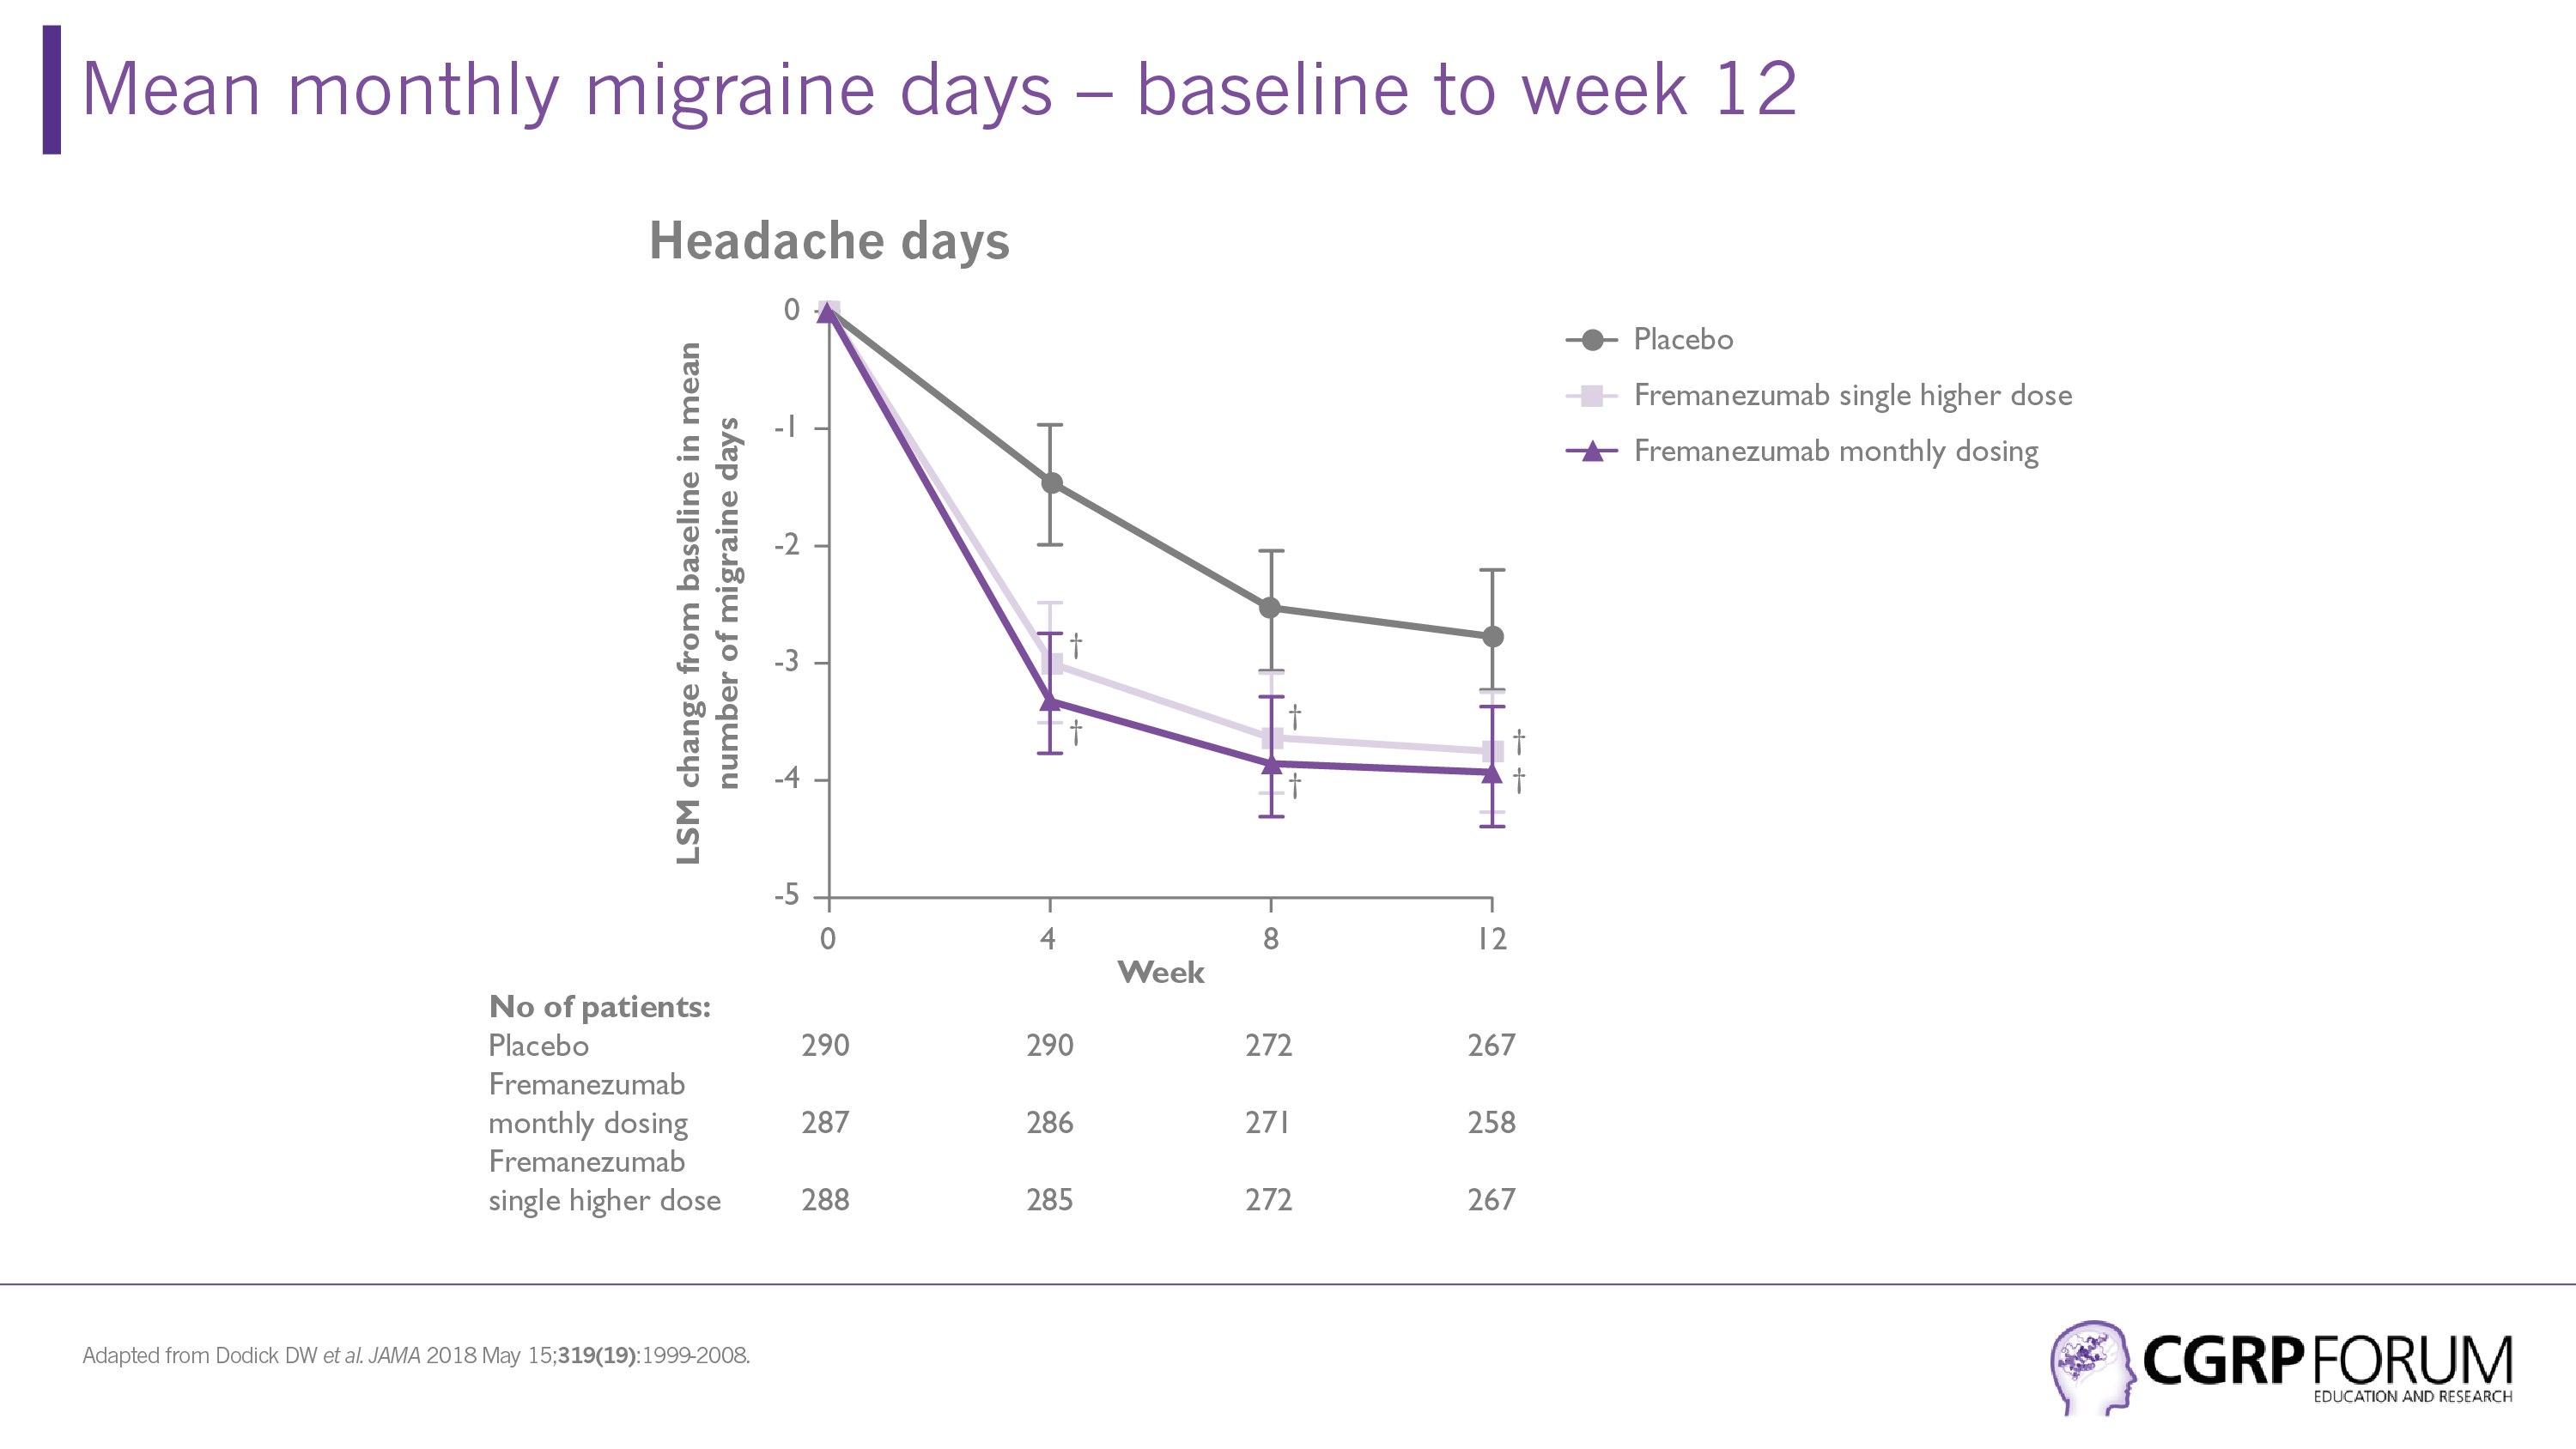 Mean monthly migraine days – baseline to week 12
Headache days
LSM change from baseline in mean
number of migraine days
0
-1
-2
-3
-4
-5
†
†
†
†
†
†
0 4 8 12
Week
Placebo
Fremanezumab single higher dose
Fremanezumab monthly dosing
No of patients:
Placebo 290 290 272 267
Fremanezumab
monthly dosing 287 286 271 258
Fremanezumab
single higher dose 288 285 272 267
Adapted from Dodick DW et al. JAMA 2018 May 15;319(19):1999-2008.
CGRP FORUM
EDUCATION AND RESEARCH